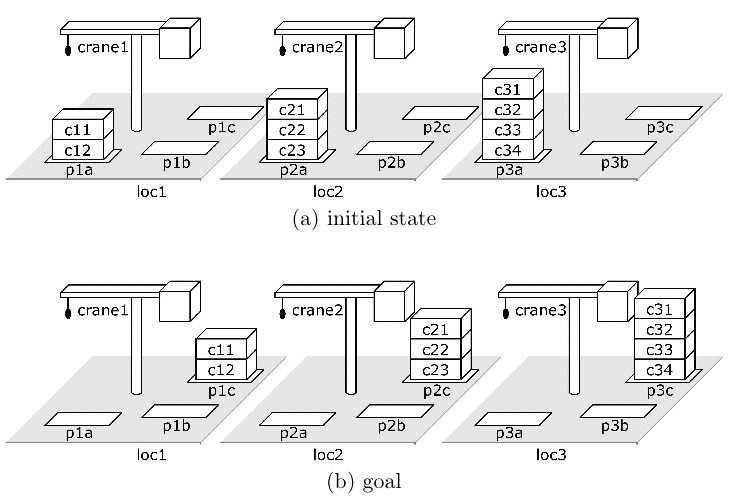 crane1 crane2 crane3
c31
c21 c32
c11 p1c c22 p2c c33 p3c
c12 c23 c34
p1a p1b p2a p2b p3a p3b
loc1 loc2 loc3
(a) initial state
crane1 crane2 crane3 c31
c21 c32
c11 c22 c33
c12 c23 c34
p1c p2c p3c
p1a p1b p2a p2b p3a p3b
loc1 loc2 loc3
(b) goal